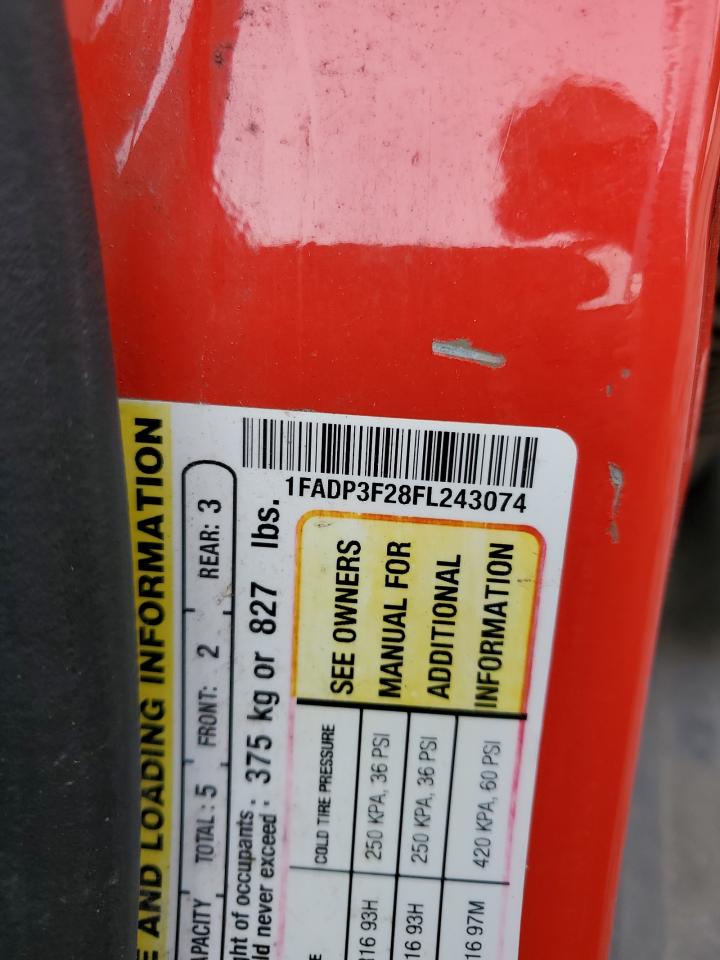 1FADP3F28FL243074
E AND LOADING INFORMATION
APACITY TOTAL: 5 FRONT: 2 REAR: 3
ht of occupants
ld never exceed: 375 kg or 827 lbs.
E COLD TIRE PRESSURE
16 93H 250 KPA, 36 PSI
16 93H 250 KPA, 36 PSI
16 97M 420 KPA, 60 PSI
SEE OWNERS
MANUAL FOR
ADDITIONAL
INFORMATION